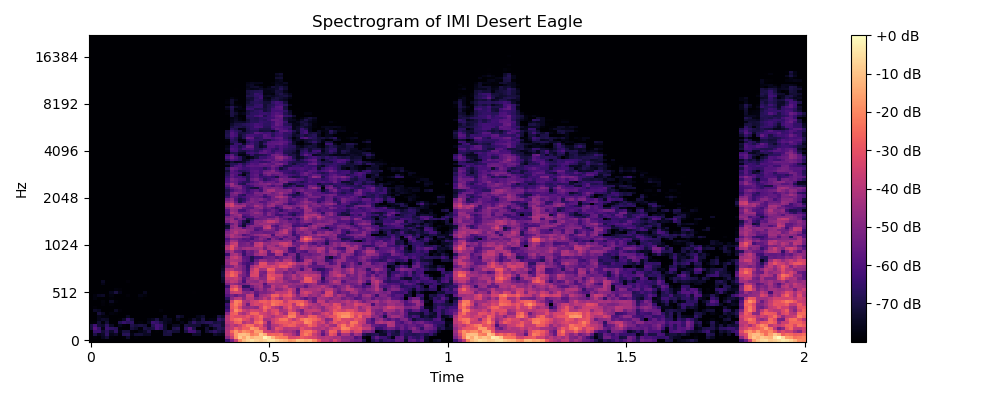 Spectrogram of IMI Desert Eagle
Hz
16384
8192
4096
2048
1024
512
0
0
0.5
1
1.5
2
Time
+0 dB
-10 dB
-20 dB
-30 dB
-40 dB
-50 dB
-60 dB
-70 dB